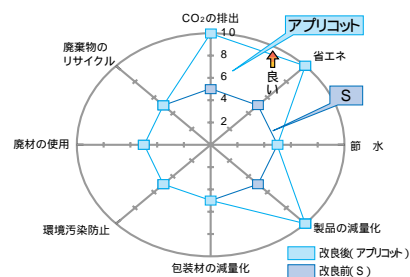 CO₂の排出
10
アプリコット
廃棄物の
リサイクル
省エネ
良い
8
6
4
2
S
廃材の使用
節 水
環境汚染防止
製品の減量化
包装材の減量化
改良後(アプリコット)
改良前(S)